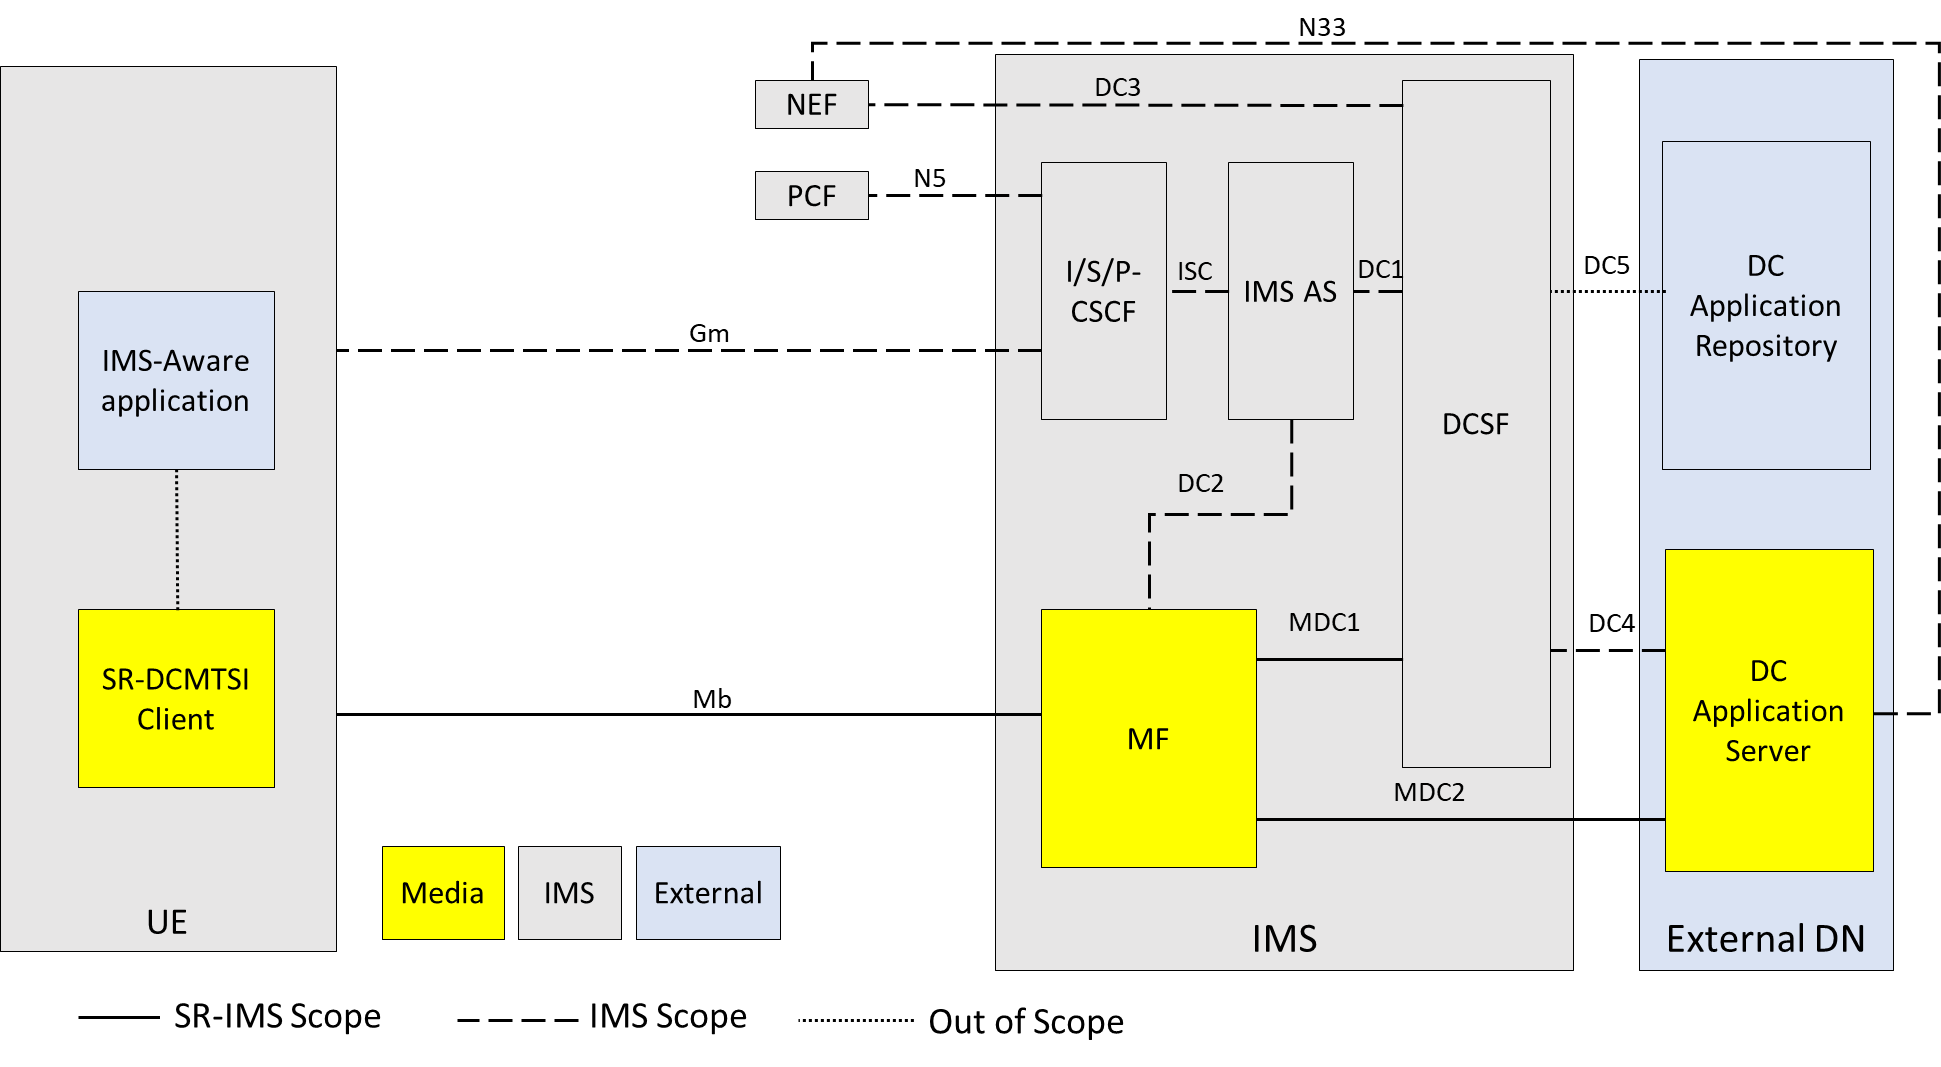 N33
NEF
DC3
PCF
N5
I/S/P-
CSCF
ISC
IMS AS
DC1
DCSF
DC5
DC
Application
Repository
IMS-Aware
application
Gm
DC2
SR-DCMTSI
Client
Mb
MF
MDC1
DC4
DC
Application
Server
MDC2
Media
IMS
External
UE
IMS
External DN
SR-IMS Scope
IMS Scope
Out of Scope